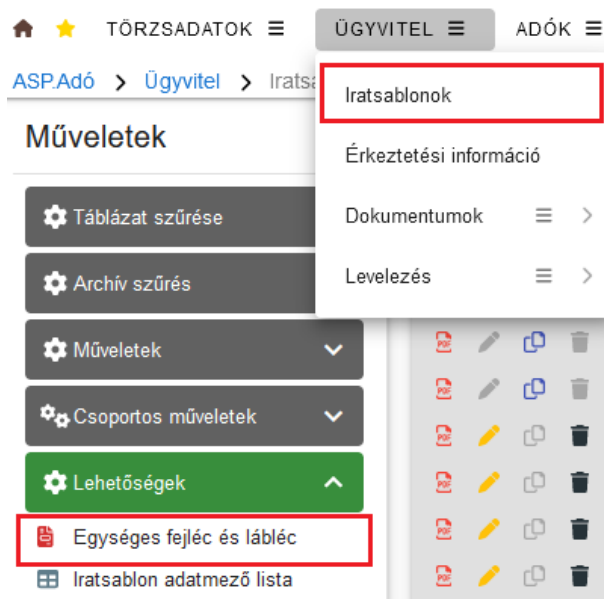 TÖRZSADATOK ÜGYVITEL ADÓK
ASP.Adó > Ügyvitel > Iratsa
Iratsablonok
Érkeztetési információ
Dokumentumok
Levelezés
Műveletek
Táblázat szűrése
Archív szűrés
Műveletek
Csoportos műveletek
Lehetőségek
Egységes fejléc és lábléc
Iratsablon adatmező lista